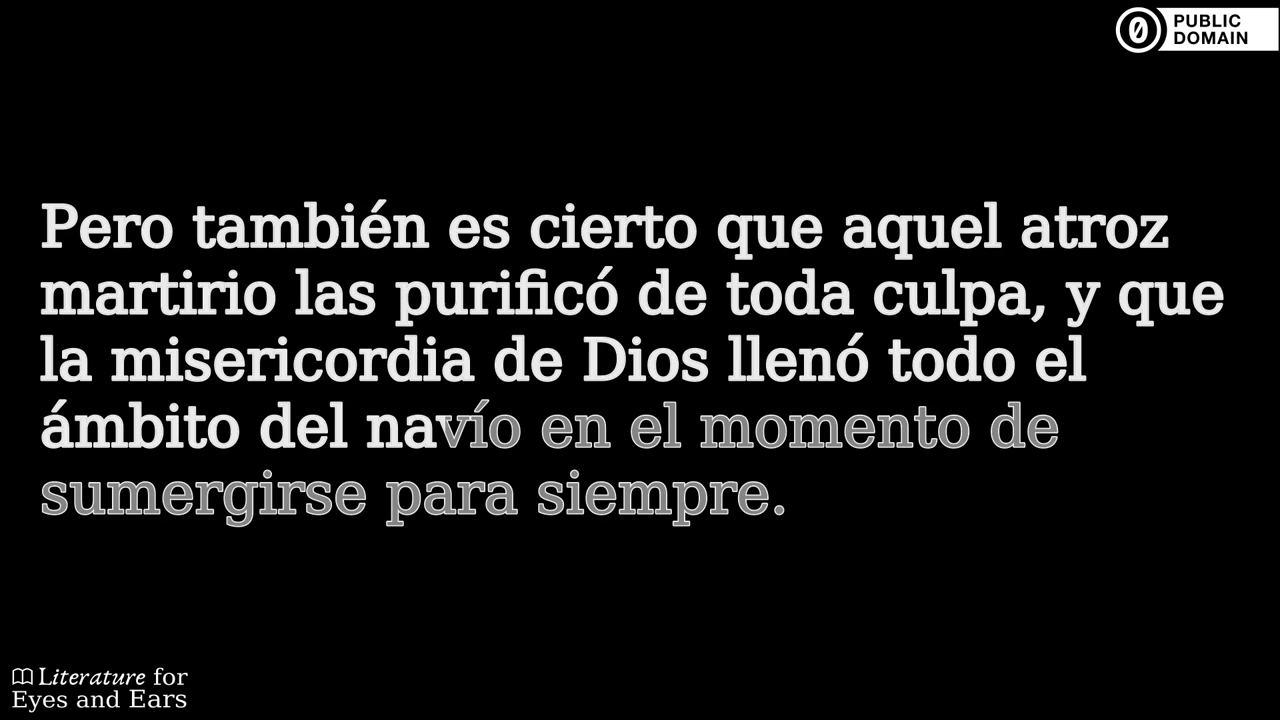 PUBLIC
DOMAIN
Pero también es cierto que aquel atroz
martirio las purificó de toda culpa, y que
la misericordia de Dios llenó todo el
ámbito del navío en el momento de
sumergirse para siempre.
Literature for
Eyes and Ears